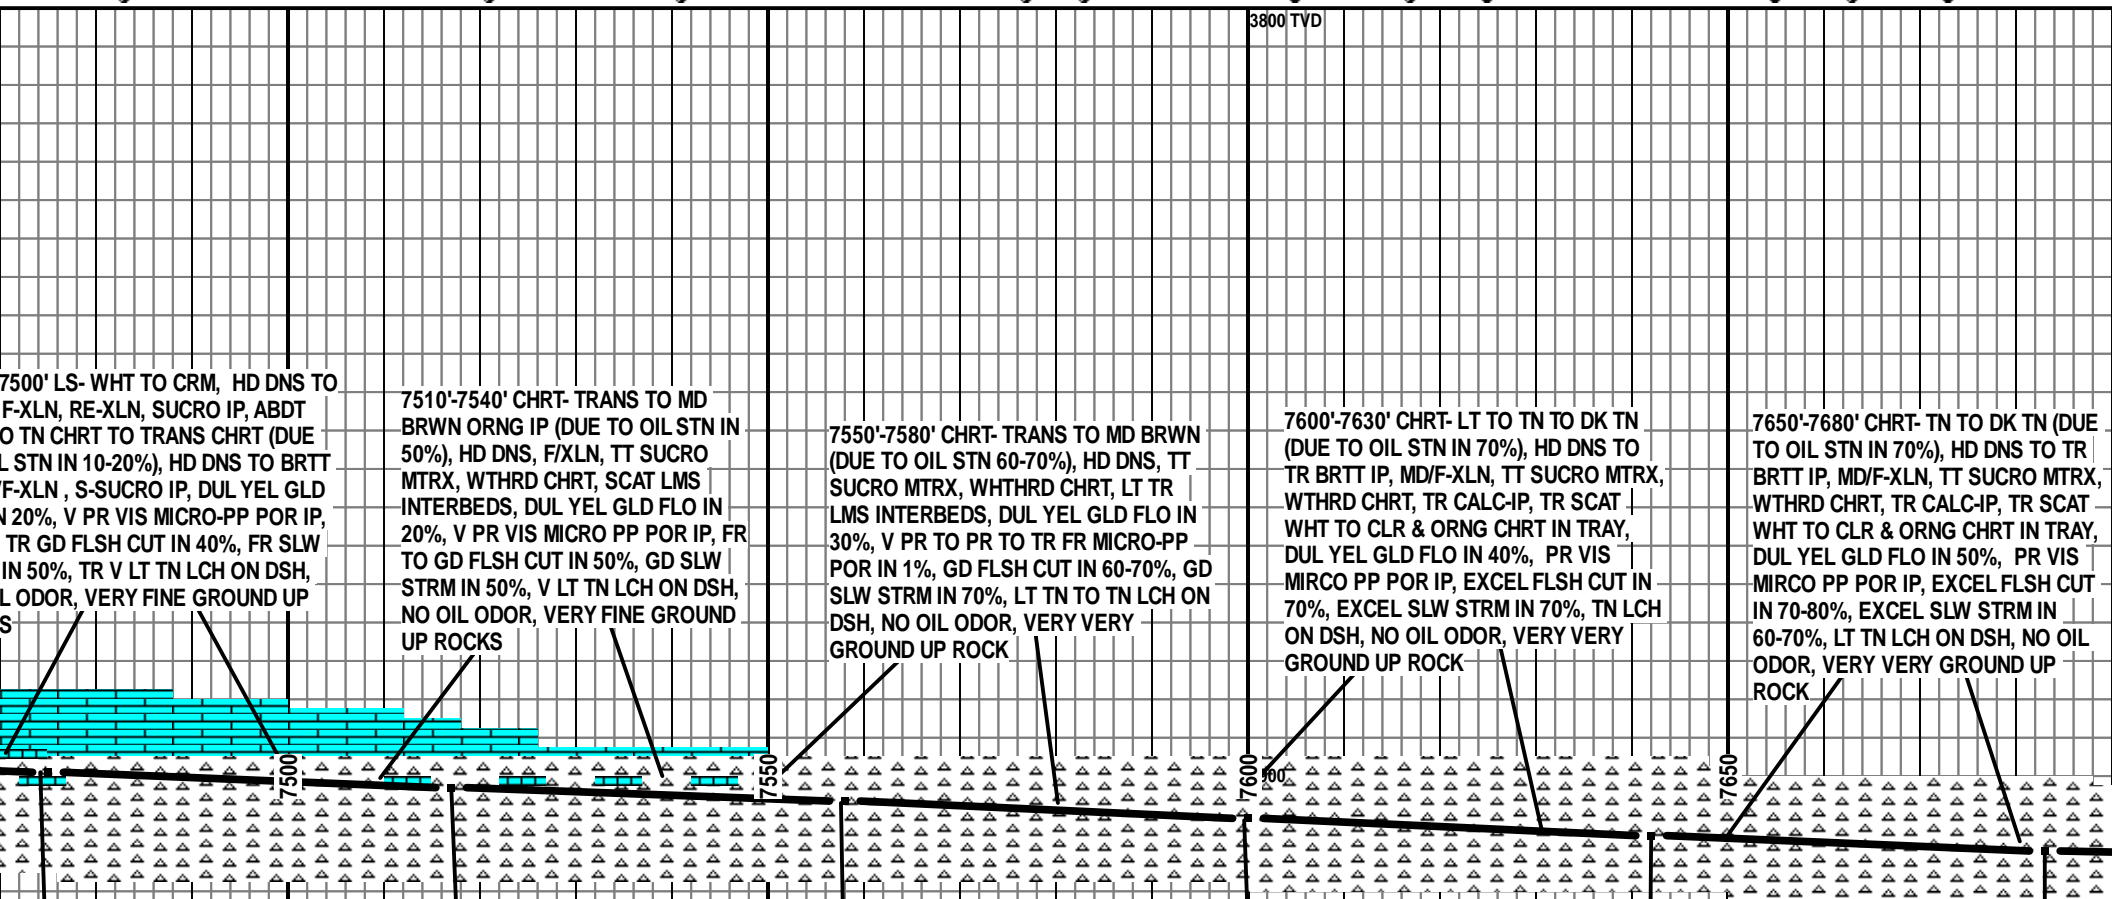 3800 TVD
7500' LS- WHT TO CRM, HD DNS TO
F-XLN, RE-XLN, SUCRO IP, ABDT
O TN CHRT TO TRANS CHRT (DUE
L STN IN 10-20%), HD DNS TO BRTT
/F-XLN , S-SUCRO IP, DUL YEL GLD
N 20%, V PR VIS MICRO-PP POR IP,
TR GD FLSH CUT IN 40%, FR SLW
IN 50%, TR V LT TN LCH ON DSH,
L ODOR, VERY FINE GROUND UP
S
7510'-7540' CHRT- TRANS TO MD
BRWN ORNG IP (DUE TO OIL STN IN
50%), HD DNS, F/XLN, TT SUCRO
MTRX, WTHRD CHRT, SCAT LMS
INTERBEDS, DUL YEL GLD FLO IN
20%, V PR VIS MICRO PP POR IP, FR
TO GD FLSH CUT IN 50%, GD SLW
STRM IN 50%, V LT TN LCH ON DSH,
NO OIL ODOR, VERY FINE GROUND
UP ROCKS
7550'-7580' CHRT- TRANS TO MD BRWN
(DUE TO OIL STN 60-70%), HD DNS, TT
SUCRO MTRX, WHTHRD CHRT, LT TR
LMS INTERBEDS, DUL YEL GLD FLO IN
30%, V PR TO PR TO TR FR MICRO-PP
POR IN 1%, GD FLSH CUT IN 60-70%, GD
SLW STRM IN 70%, LT TN TO TN LCH ON
DSH, NO OIL ODOR, VERY VERY
GROUND UP ROCK
7600'-7630' CHRT- LT TO TN TO DK TN
(DUE TO OIL STN IN 70%), HD DNS TO
TR BRTT IP, MD/F-XLN, TT SUCRO MTRX,
WTHRD CHRT, TR CALC-IP, TR SCAT
WHT TO CLR & ORNG CHRT IN TRAY,
DUL YEL GLD FLO IN 40%, PR VIS
MIRCO PP POR IP, EXCEL FLSH CUT IN
70%, EXCEL SLW STRM IN 70%, TN LCH
ON DSH, NO OIL ODOR, VERY VERY
GROUND UP ROCK
7650'-7680' CHRT- TN TO DK TN (DUE
TO OIL STN IN 70%), HD DNS TO TR
BRTT IP, MD/F-XLN, TT SUCRO MTRX,
WTHRD CHRT, TR CALC-IP, TR SCAT
WHT TO CLR & ORNG CHRT IN TRAY,
DUL YEL GLD FLO IN 50%, PR VIS
MIRCO PP POR IP, EXCEL FLSH CUT
IN 70-80%, EXCEL SLW STRM IN
60-70%, LT TN LCH ON DSH, NO OIL
ODOR, VERY VERY GROUND UP
ROCK
7500
7550
7600
7650